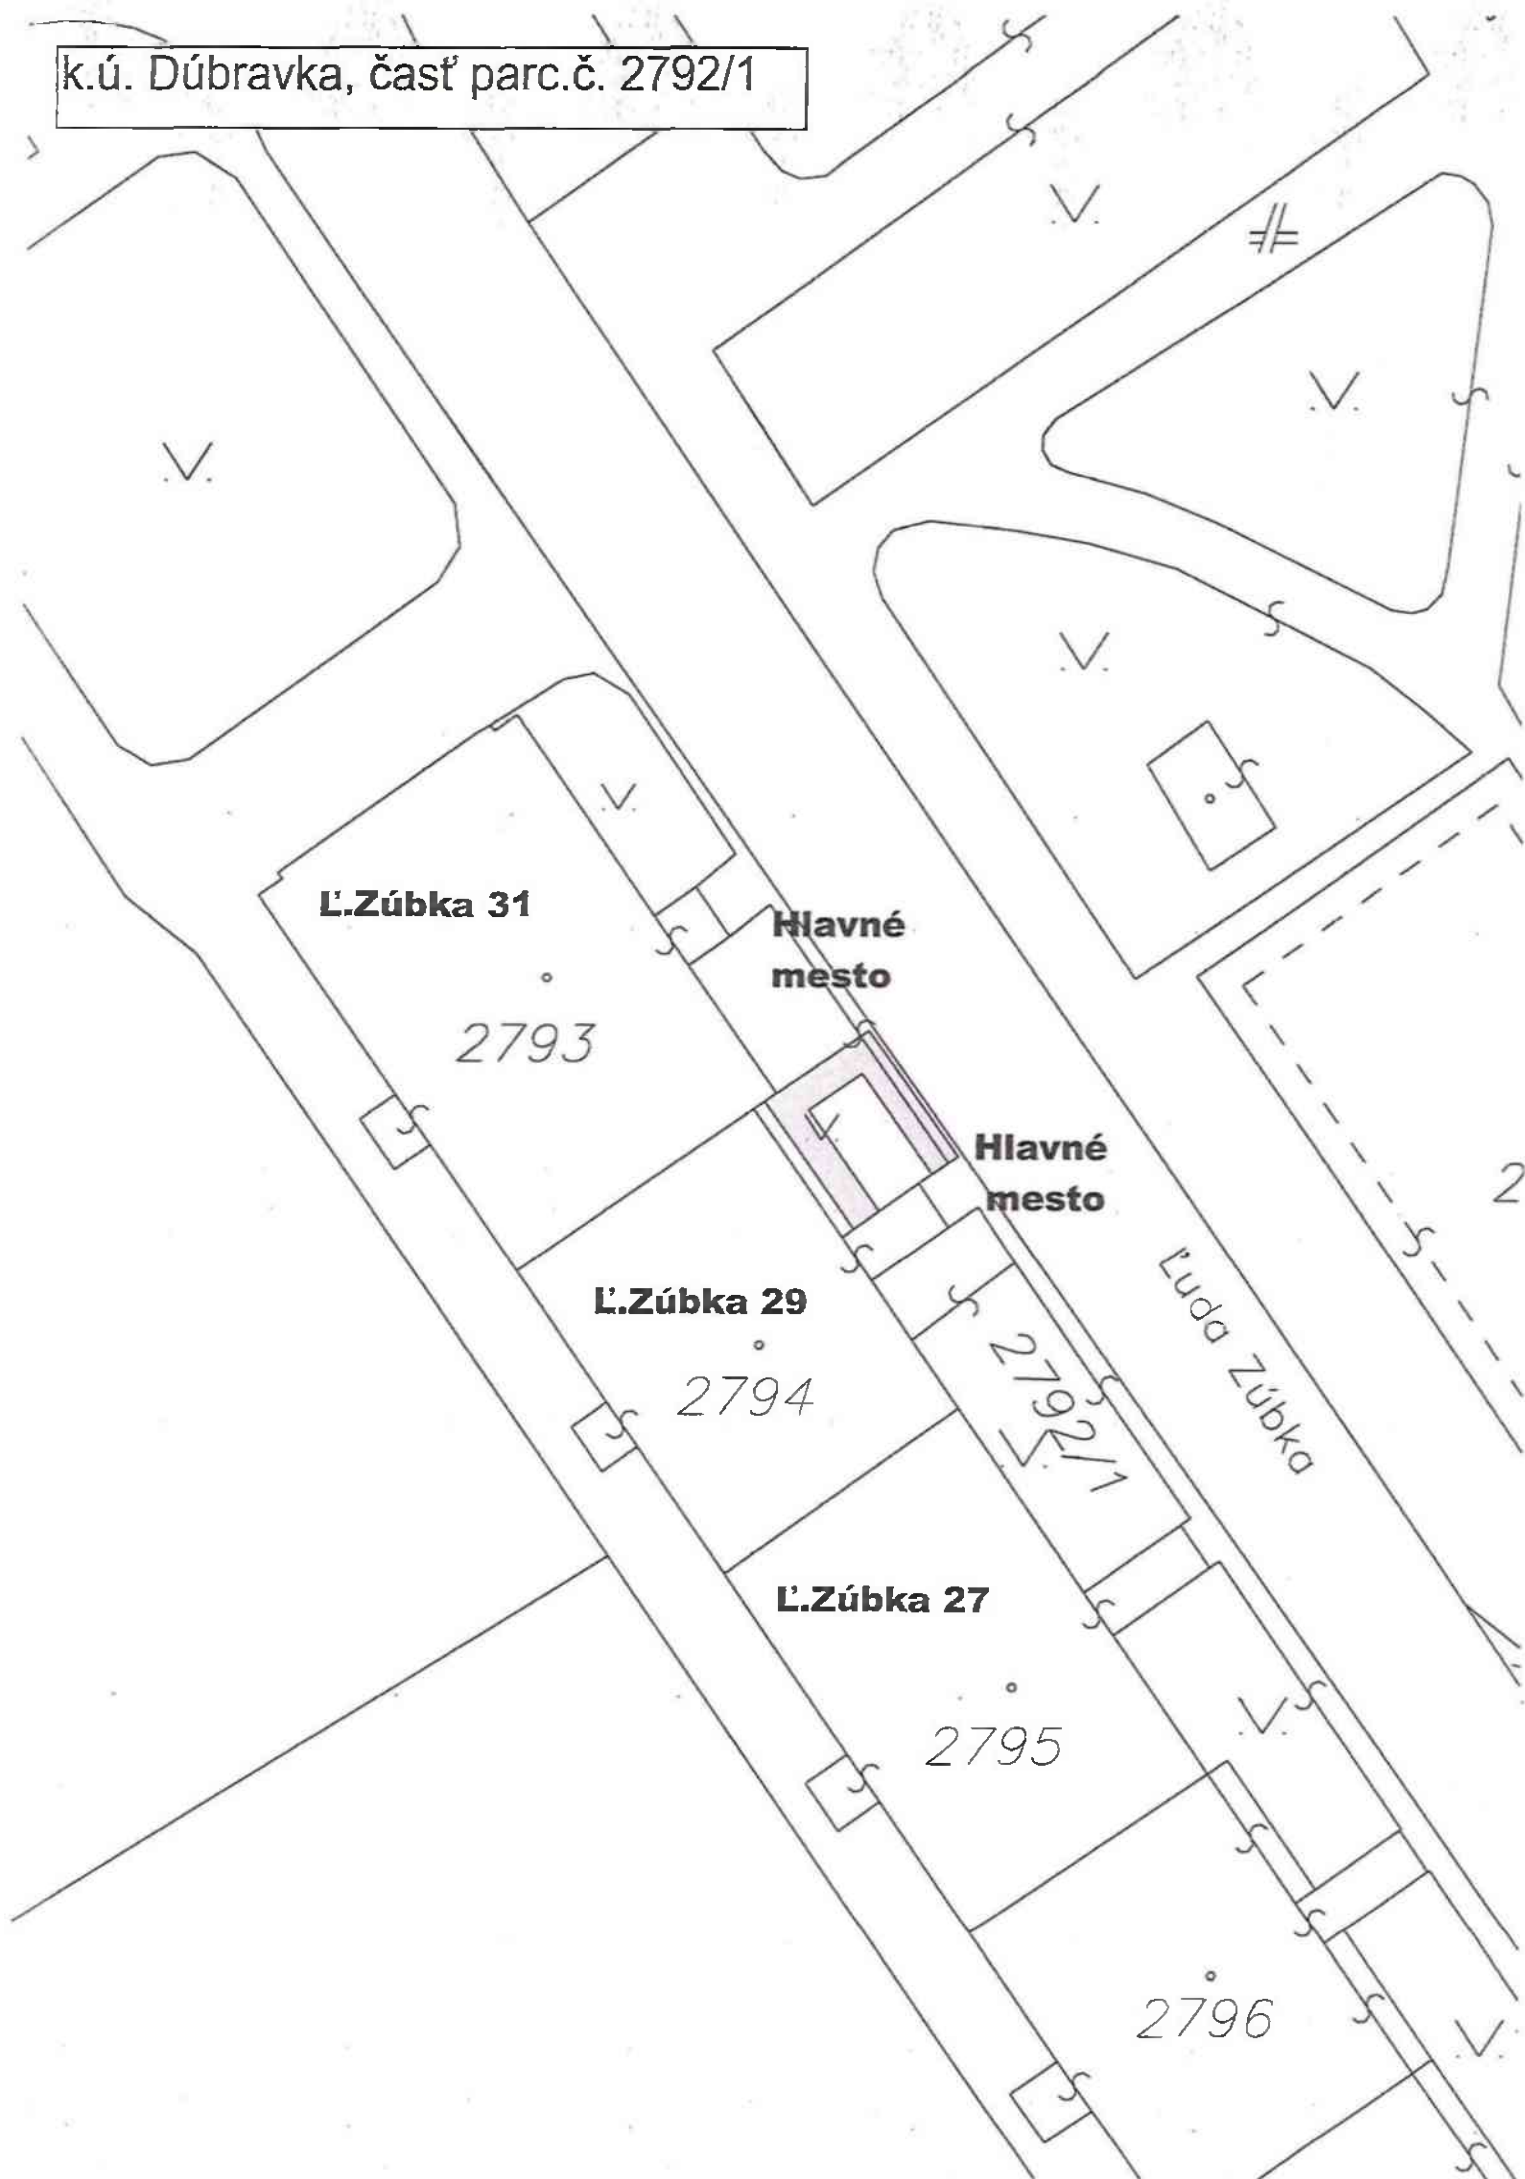 k.ú. Dúbravka, časť parc.č. 2792/1
Ľ.Zúbka 31
Hlavné
mesto
2793
Hlavné
mesto
2
Ľ.Zúbka 29
2794
2792/1
Ľuda Zúbka
Ľ.Zúbka 27
2795
2796